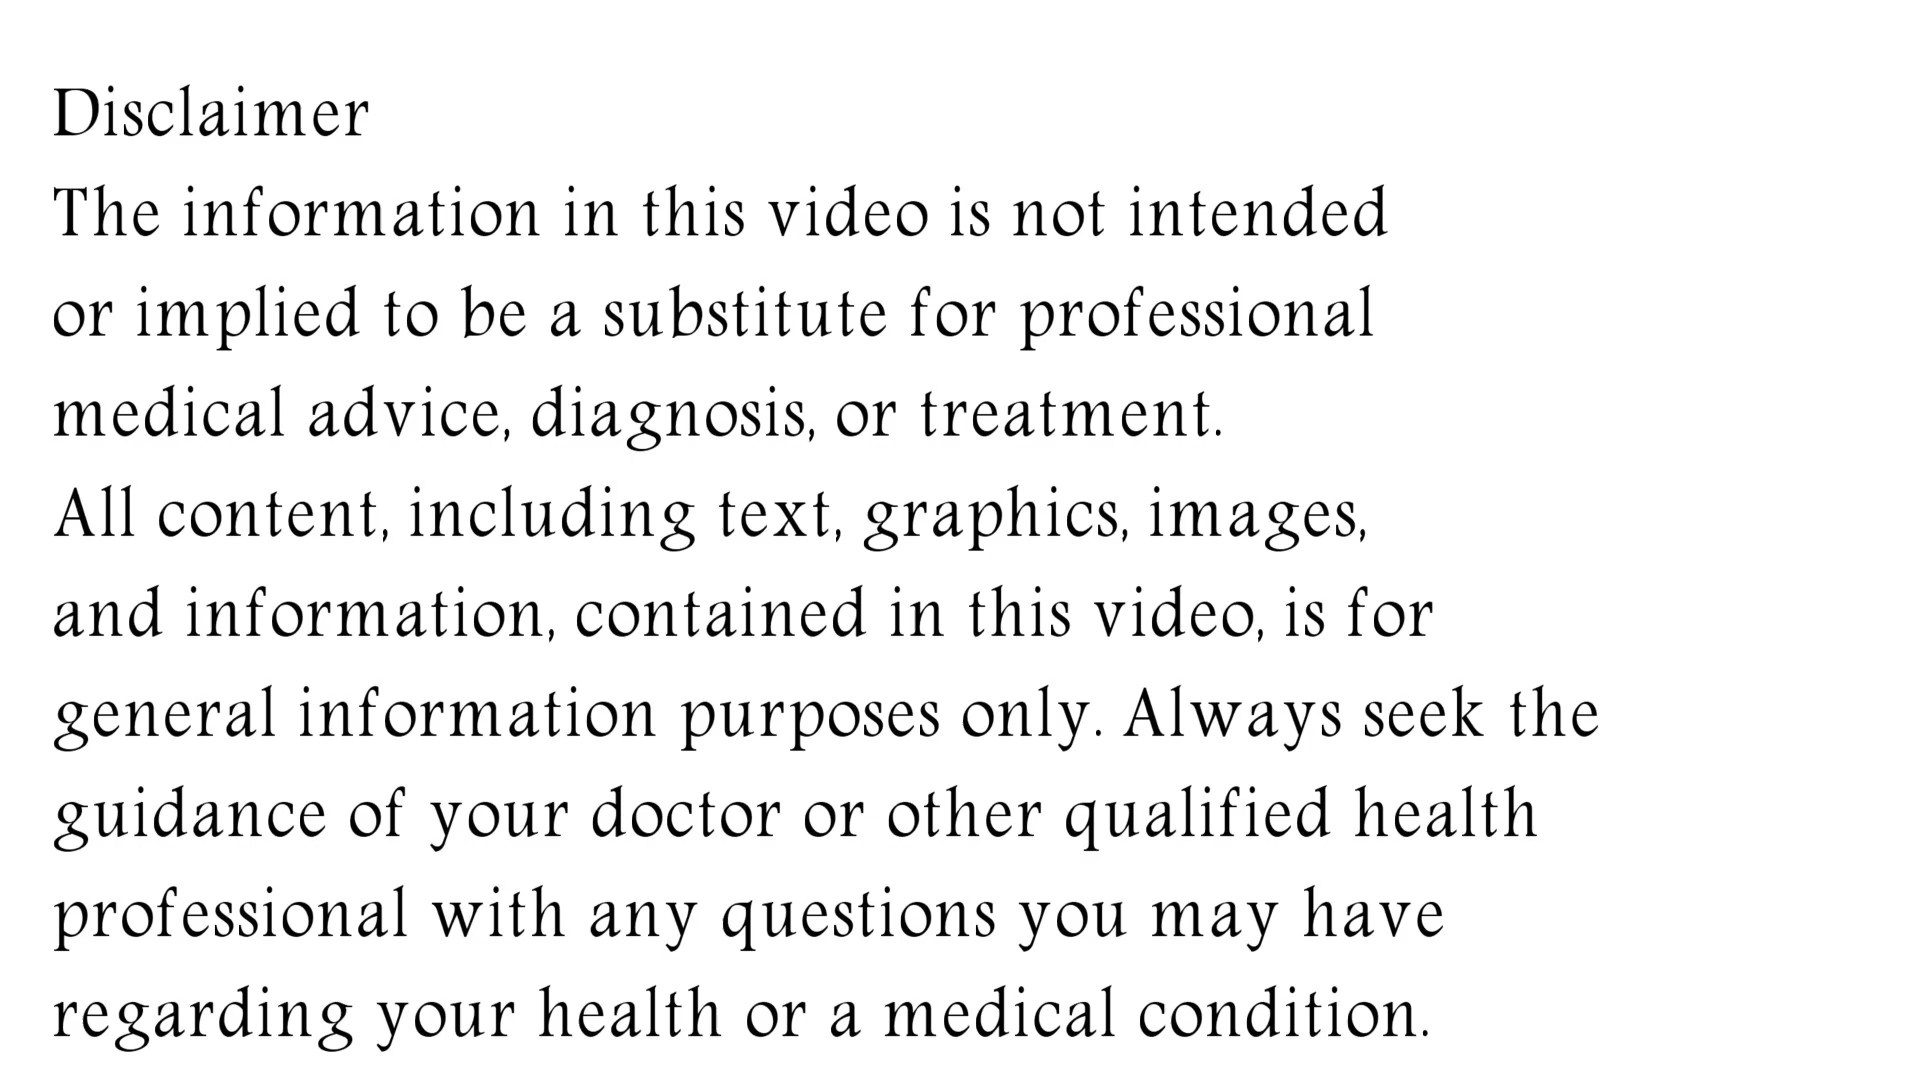 Disclaimer
The information in this video is not intended
or implied to be a substitute for professional
medical advice, diagnosis, or treatment.
All content, including text, graphics, images,
and information, contained in this video, is for
general information purposes only. Always seek the
guidance of your doctor or other qualified health
professional with any questions you may have
regarding your health or a medical condition.